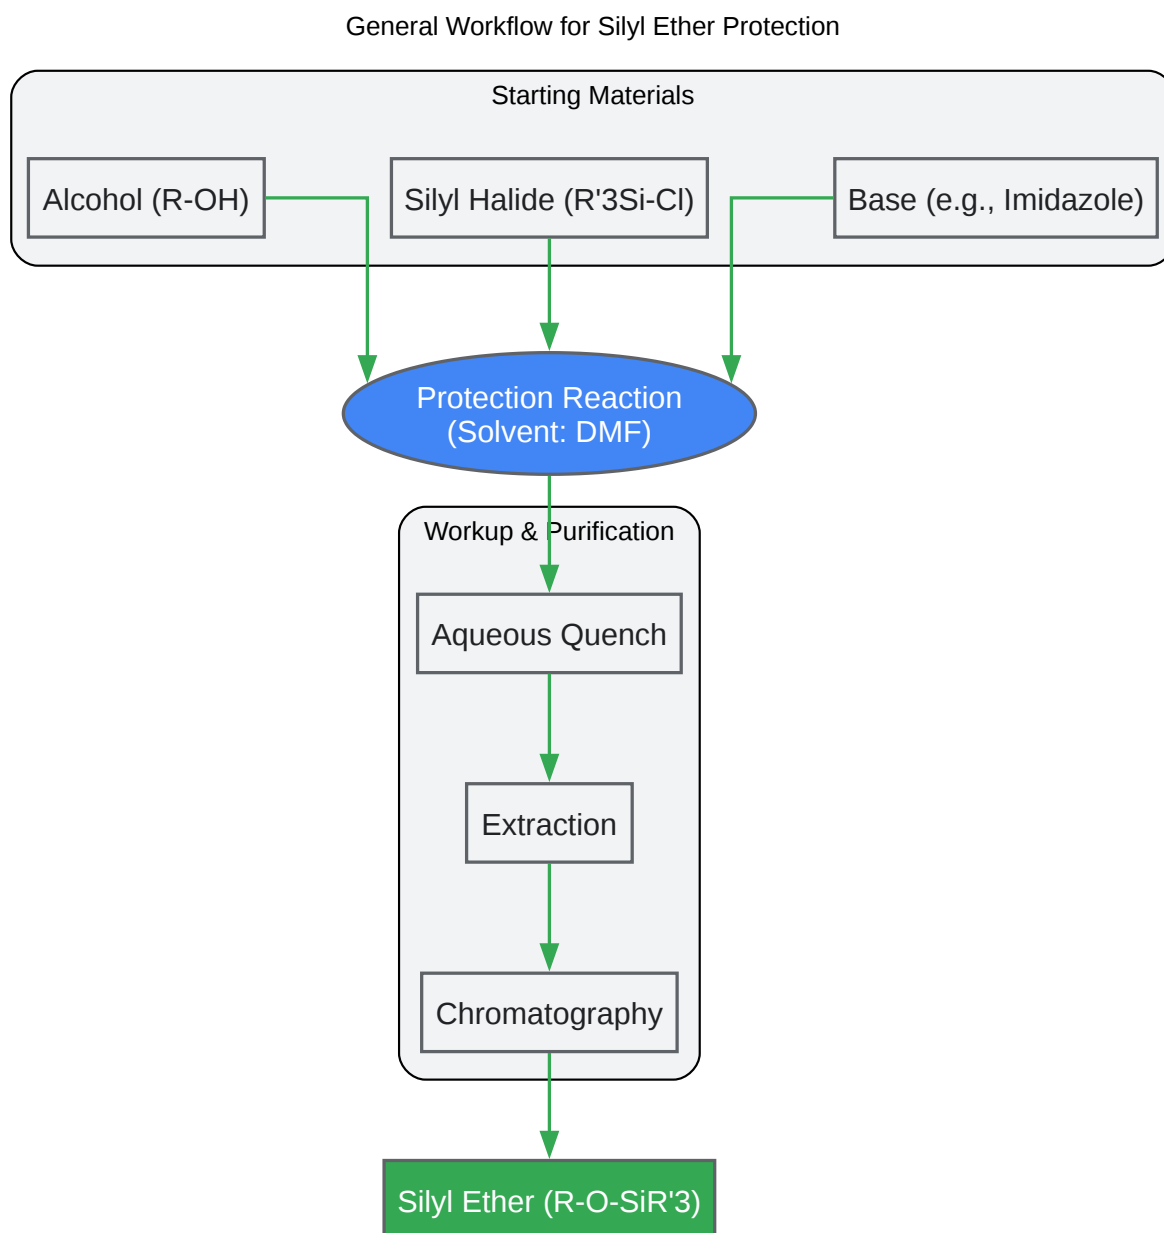 General Workflow for Silyl Ether Protection
Starting Materials
Alcohol (R-OH)
Silyl Halide (R'3Si-Cl)
Base (e.g., Imidazole)
Protection Reaction
(Solvent: DMF)
Workup & Purification
Aqueous Quench
Extraction
Chromatography
Silyl Ether (R-O-SiR'3)